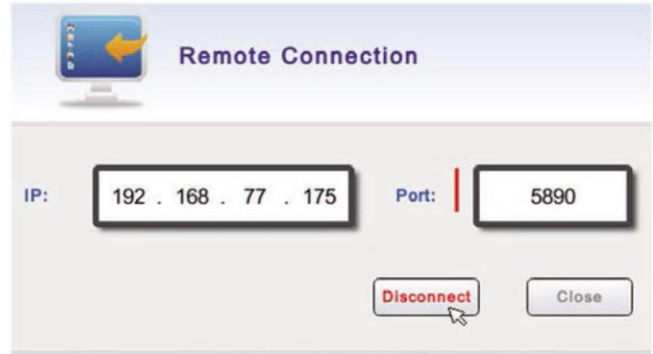 Remote Connection
IP: 192 . 168 . 77 . 175 Port: 5890
Disconnect Close